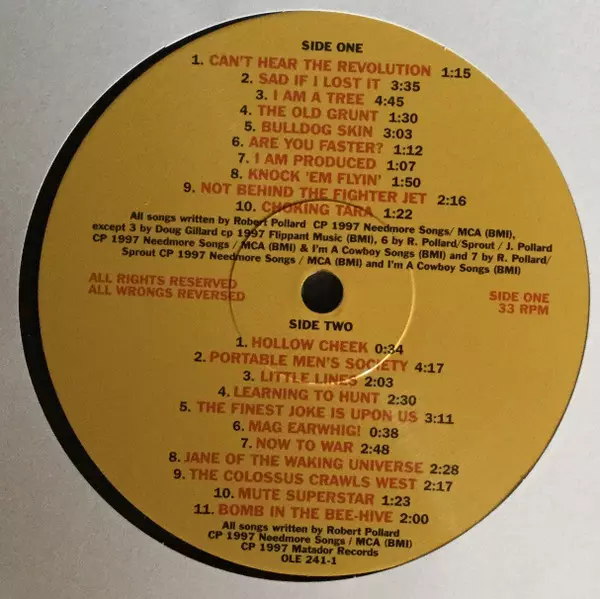 SIDE ONE
1. CAN'T HEAR THE REVOLUTION 1:15
2. SAD IF I LOST IT 3:35
3. I AM A TREE 4:45
4. THE OLD GRUNT 1:30
5. BULLDOG SKIN 3:03
6. ARE YOU FASTER? 1:12
7. I AM PRODUCED 1:07
8. KNOCK 'EM FLYIN' 1:50
9. NOT BEHIND THE FIGHTER JET 2:16
10. CHOKING TARA 1:22
All songs written by Robert Pollard CP 1997 Needmore Songs/ MCA (BMI),
except 3 by Doug Gillard cp 1997 Flippant Music (BMI), 6 by R. Pollard/Sprout / J. Pollard
CP 1997 Needmore Songs / MCA (BMI) & I'm A Cowboy Songs (BMI) and 7 by R. Pollard/
Sprout CP 1997 Needmore Songs / MCA (BMI) and I'm A Cowboy Songs (BMI)
ALL RIGHTS RESERVED
ALL WRONGS REVERSED
SIDE ONE
33 RPM
SIDE TWO
1. HOLLOW CHEEK 0:34
2. PORTABLE MEN'S SOCIETY 4:17
3. LITTLE LINES 2:03
4. LEARNING TO HUNT 2:30
5. THE FINEST JOKE IS UPON US 3:11
6. MAG EARWHIG! 0:38
7. NOW TO WAR 2:48
8. JANE OF THE WAKING UNIVERSE 2:28
9. THE COLOSSUS CRAWLS WEST 2:17
10. MUTE SUPERSTAR 1:23
11. BOMB IN THE BEE-HIVE 2:00
All songs written by Robert Pollard
CP 1997 Needmore Songs / MCA (BMI)
CP 1997 Matador Records
OLE 241-1